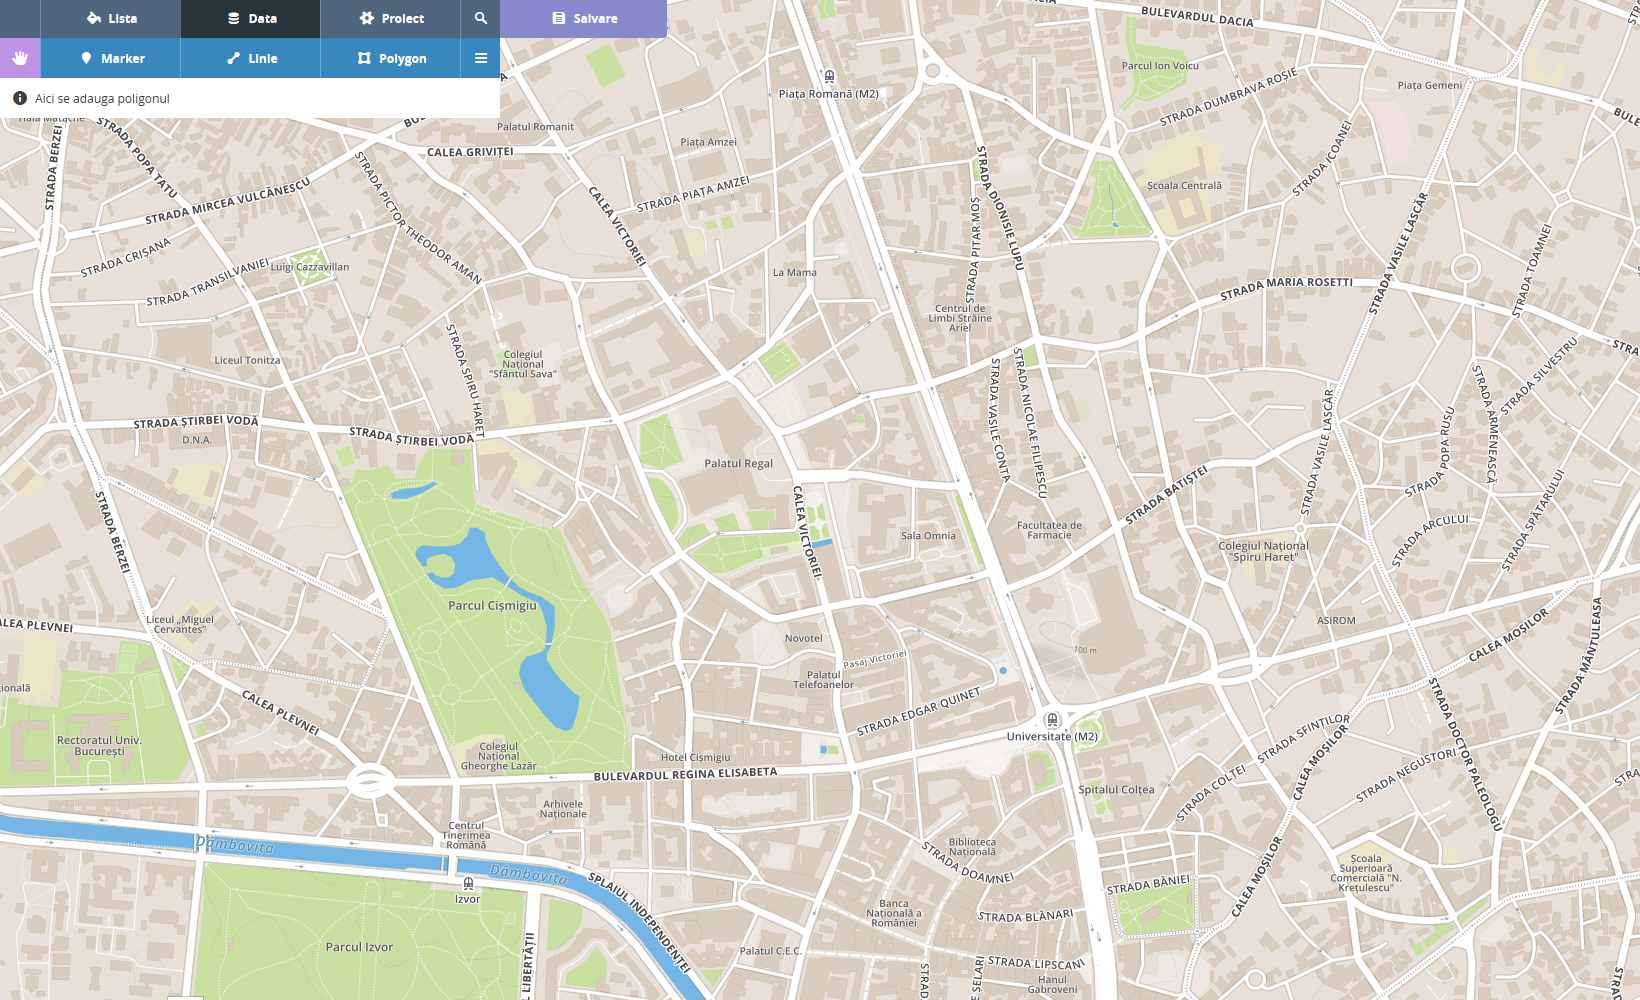 Lista
Data
Proiect
Salvare
Marker
Linie
Polygon
Aici se adauga poligonul
BULEVARDUL DACIA
Parcul Ion Voicu
Piața Gemeni
Piața Romană (M2)
STRADA DUMBRAVA ROȘIE
Palatul Romanit
Piața Amzei
CALEA GRIVIȚEI
STRADA BERZEI
STRADA POPA TATU
STRADA MIRCEA VULCĂNESCU
STRADA PICTOR THEODOR AMAN
CALEA VICTORIEI
STRADA PIAȚA AMZEI
STRADA DIONISIE LUPU
STRADA PITAR MOȘ
Școala Centrală
STRADA ICOANEI
STRADA VASILE LASCĂR
STRADA TOAMNEI
STRADA CRIȘANA
STRADA TRANSILVANIEI
Luigi Cazzavillan
La Mama
STRADA MARIA ROSETTI
Centrul de
Limbi Străine
Ariel
Liceul Tonitza
STRADA SPIRU HARET
Colegiul
Național
"Sfântul Sava"
STRADA VASILE CONTA
STRADA NICOLAE FILIPESCU
STRADA SILVESTRU
STRADA ARMENEASCĂ
STRADA POPA RUSU
STRADA VASILE LASCĂR
STRADA ȘTIRBEI VODĂ
D.N.A.
STRADA ȘTIRBEI VODĂ
Palatul Regal
STRADA BATIȘTEI
STRADA SPĂTARULUI
STRADA BERZEI
CALEA VICTORIEI
Sala Omnia
Facultatea de
Farmacie
STRADA ARCULUI
Colegiul Național
"Spiru Haret"
Parcul Cișmigiu
Liceul „Miguel
Cervantes”
CALEA PLEVNEI
Novotel
Pasaj Victoriei
Palatul
Telefoanelor
100 m
ASIROM
CALEA MOȘILOR
STRADA MÂNTULEASA
CALEA PLEVNEI
STRADA EDGAR QUINET
Universitate (M2)
STRADA DOCTOR PALEOLOGU
Rectoratul Univ.
București
Colegiul
Național
Gheorghe Lazăr
Hotel Cișmigiu
BULEVARDUL REGINA ELISABETA
STRADA SFINȚILOR
STRADA COLȚEI
CALEA MOȘILOR
STRADA NEGUSTORI
Spitalul Colțea
Arhivele
Naționale
Centrul
Tinerimea
Română
Dâmbovița
Dâmbovița
Biblioteca
Națională
STRADA DOAMNEI
CALEA MOȘILOR
Școala
Superioară
Comercială "N.
Krețulescu"
Izvor
SPLAIUL INDEPENDENȚEI
STRADA BĂNIEI
Banca
Națională a
României
STRADA BLĂNARI
Parcul Izvor
Palatul C.E.C.
STRADA LIPSCANI
Hanul
Gabroveni